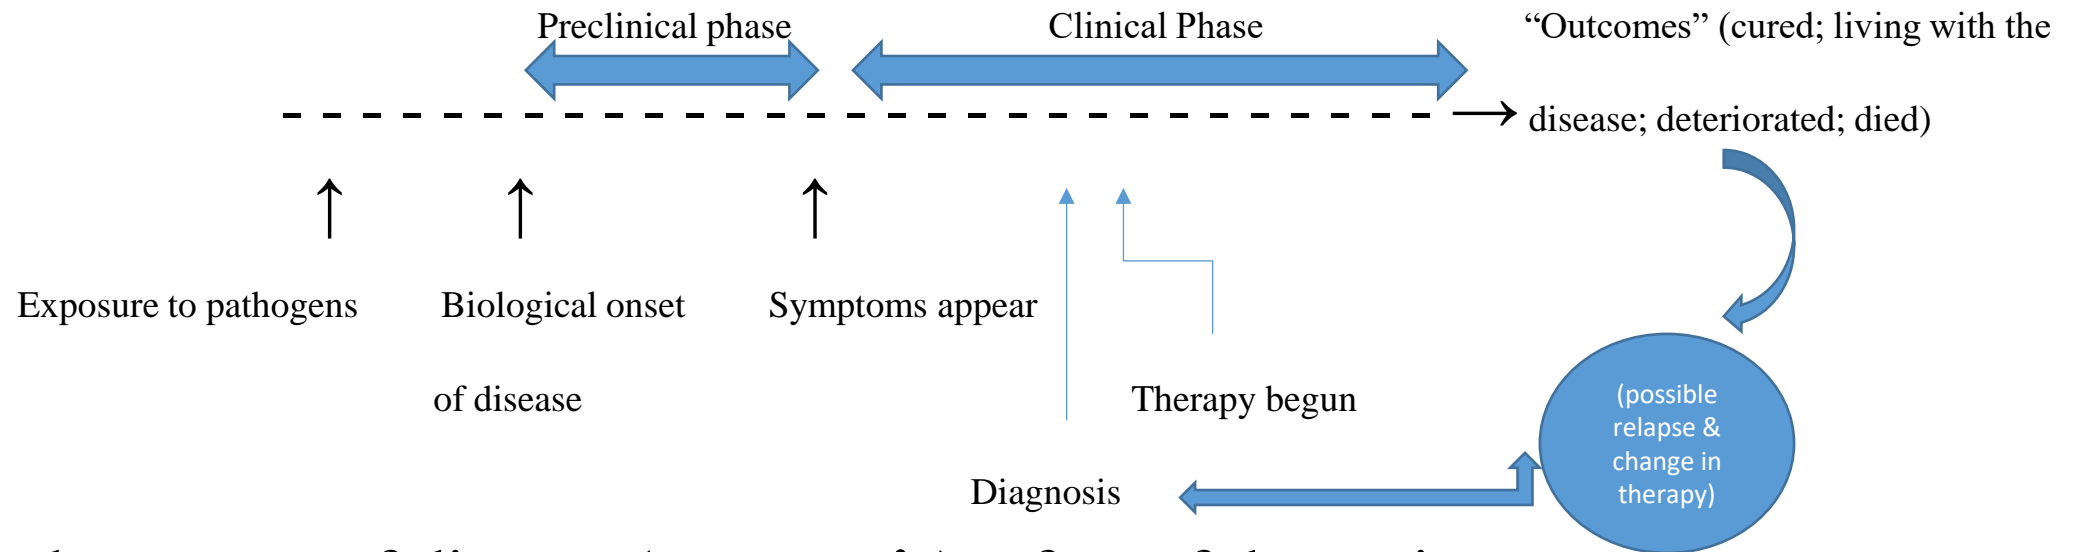 Preclinical phase
Clinical Phase
“Outcomes” (cured; living with the
disease; deteriorated; died)
Exposure to pathogens
Biological onset
of disease
Symptoms appear
Therapy begun
Diagnosis
(possible
relapse &
change in
therapy)